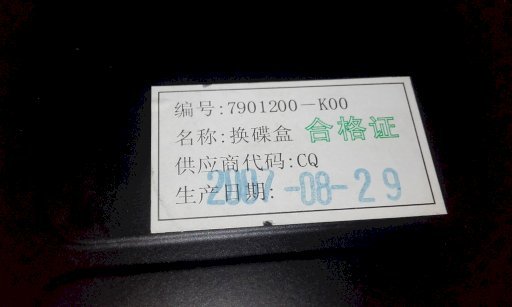 编号:7901200-K00
名称:换碟盒 合格证
供应商代码:CQ
生产日期: 2007-08-29